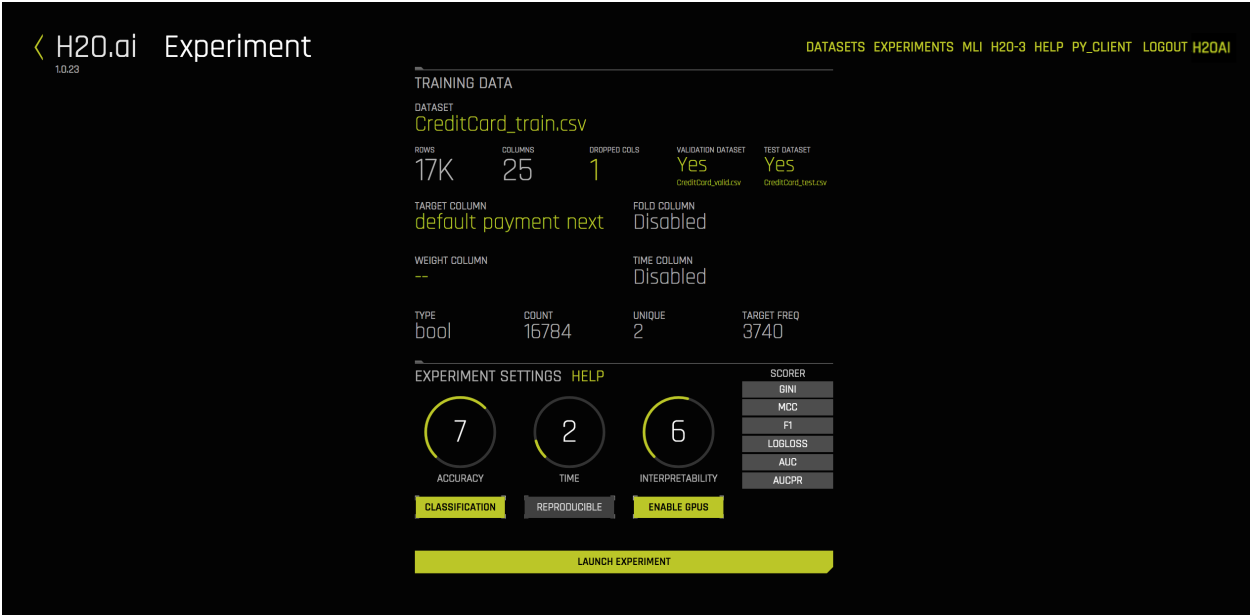 H2O.ai Experiment
1.0.23
DATASETS EXPERIMENTS MLI H2O-3 HELP PY_CLIENT LOGOUT H2OAI
TRAINING DATA
DATASET
CreditCard_train.csv
ROWS COLUMNS DROPPED COLS VALIDATION DATASET TEST DATASET
17K 25 1 Yes Yes
CreditCard_valid.csv CreditCard_test.csv
TARGET COLUMN FOLD COLUMN
default payment next Disabled
WEIGHT COLUMN TIME COLUMN
-- Disabled
TYPE COUNT UNIQUE TARGET FREQ
bool 16784 2 3740
EXPERIMENT SETTINGS HELP
7 2 6
ACCURACY TIME INTERPRETABILITY
CLASSIFICATION REPRODUCIBLE ENABLE GPUS
SCORER
GINI
MCC
F1
LOGLOSS
AUC
AUCPR
LAUNCH EXPERIMENT